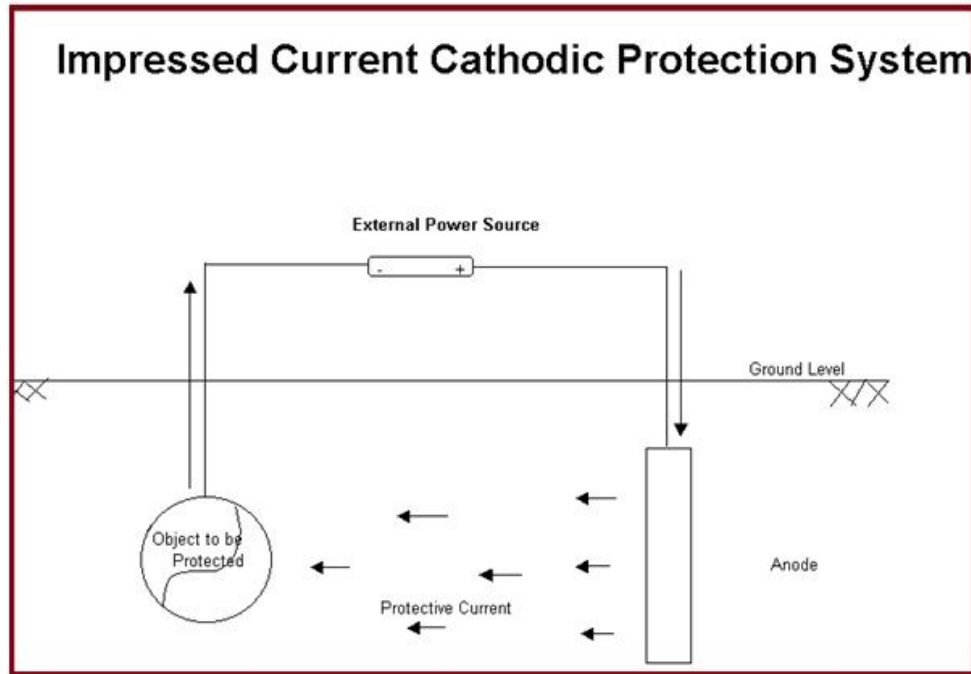 Impressed Current Cathodic Protection System
External Power Source
- +
Ground Level
Object to be
Protected
Anode
Protective Current